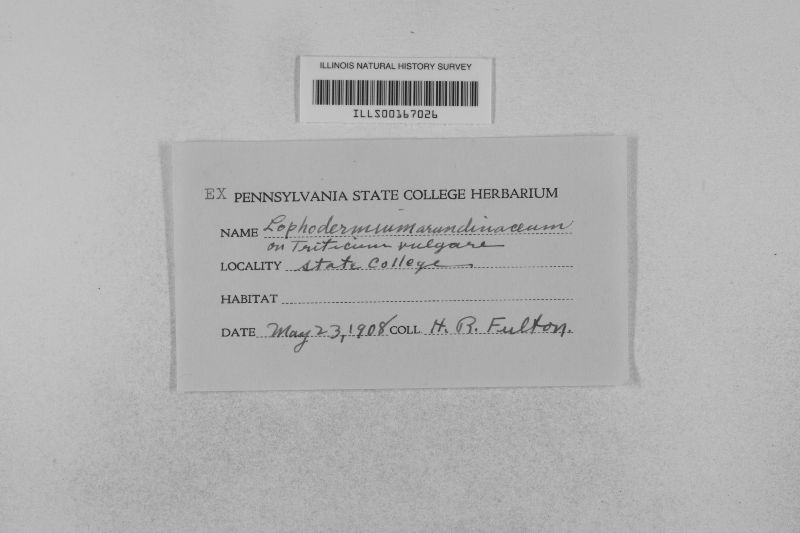 ILLINOIS NATURAL HISTORY SURVEY
ILLS00167026
EX PENNSYLVANIA STATE COLLEGE HERBARIUM
NAME Lophodermium arundinaceum
on Triticum vulgare
LOCALITY State College
HABITAT
DATE May 23, 1908 COLL H. R. Fulton.